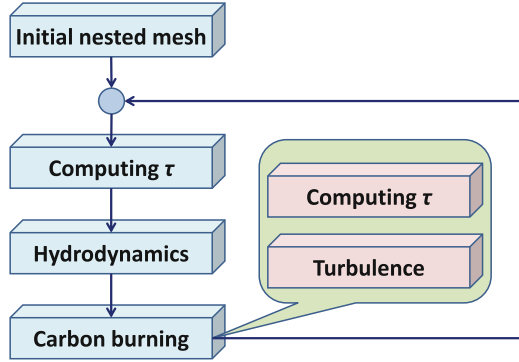 Initial nested mesh
Computing τ
Hydrodynamics
Carbon burning
Computing τ
Turbulence